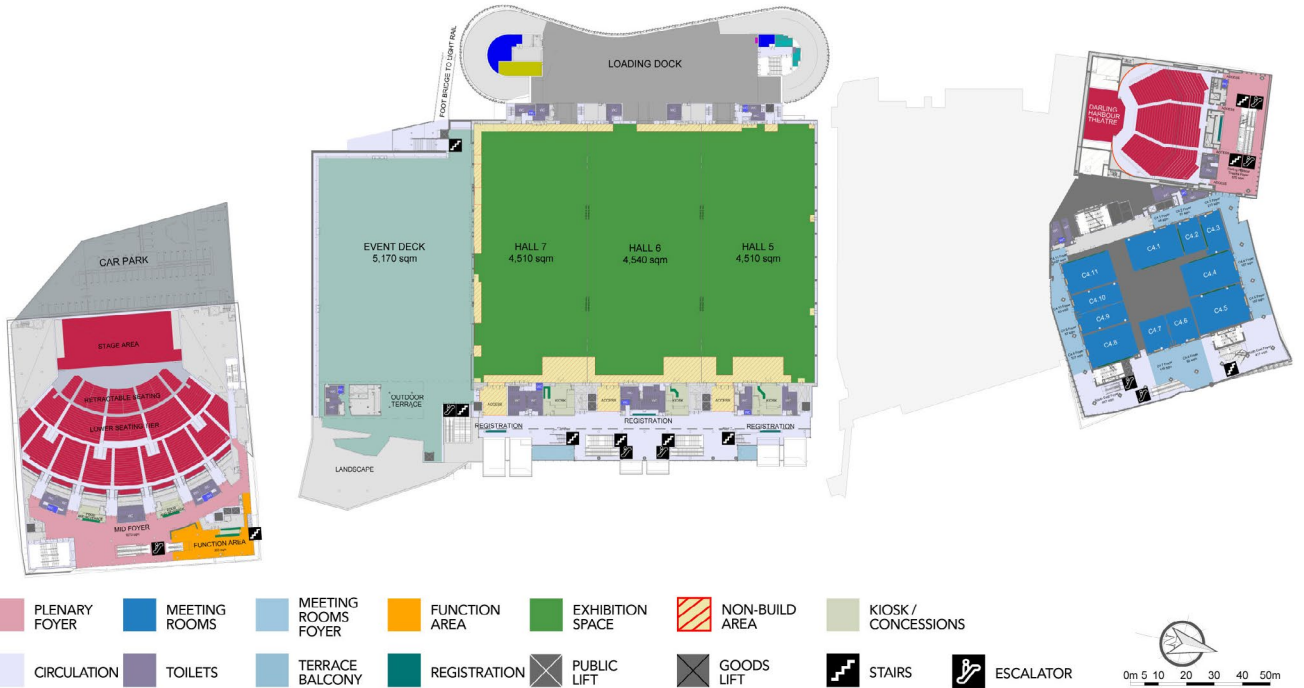 FOOT BRIDGE TO LIGHT RAIL
LOADING DOCK
DARLING
HARBOUR
THEATRE
EVENT DECK
5,170 sqm
HALL 7
4,510 sqm
HALL 6
4,540 sqm
HALL 5
4,510 sqm
CAR PARK
C4.1
C4.2
C4.3
C4.11
C4.4
C4.10
C4.9
C4.5
C4.8
C4.7
C4.6
STAGE AREA
RETRACTABLE SEATING
LOWER SEATING TIER
OUTDOOR
TERRACE
REGISTRATION
REGISTRATION
REGISTRATION
LANDSCAPE
MID FOYER
FUNCTION AREA
PLENARY
FOYER
MEETING
ROOMS
MEETING
ROOMS
FOYER
FUNCTION
AREA
EXHIBITION
SPACE
NON-BUILD
AREA
KIOSK /
CONCESSIONS
CIRCULATION
TOILETS
TERRACE
BALCONY
REGISTRATION
PUBLIC
LIFT
GOODS
LIFT
STAIRS
ESCALATOR
0m 5 10 20 30 40 50m